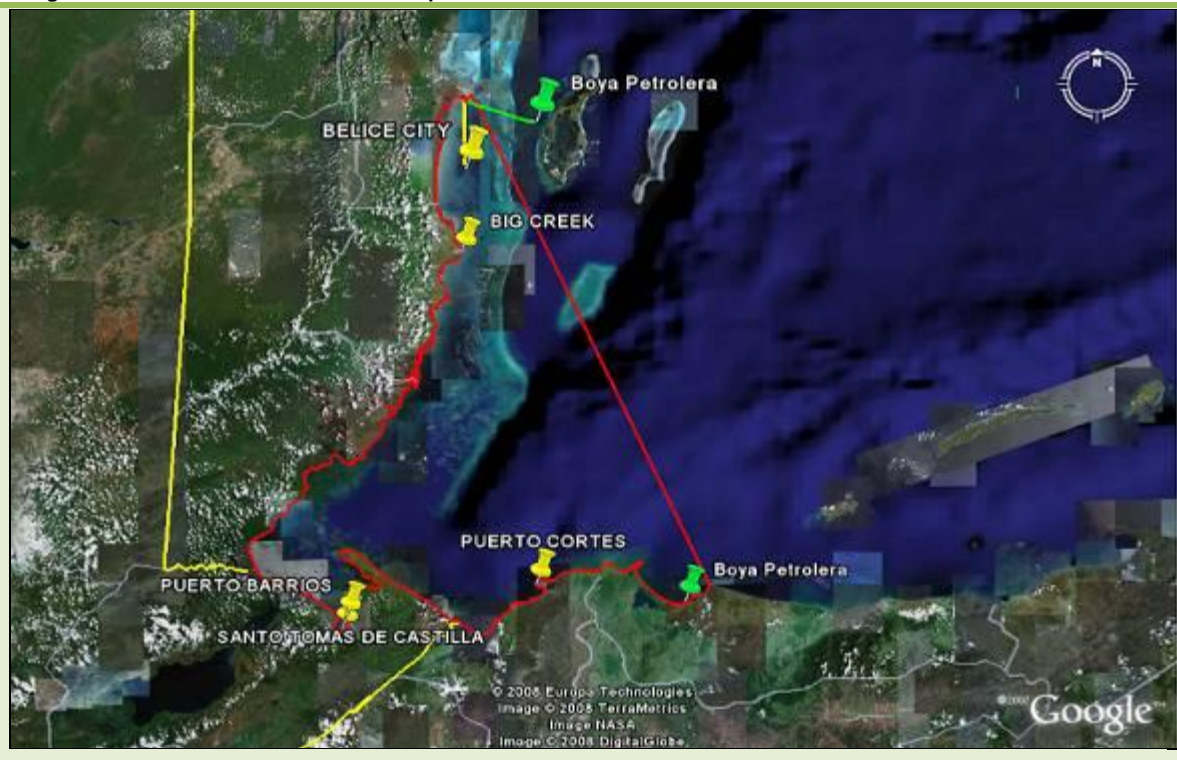 Boya Petrolera
N
BELICE CITY
BIG CREEK
PUERTO CORTES
Boya Petrolera
PUERTO BARRIOS
SANTO TOMAS DE CASTILLA
© 2008 Europa Technologies
Image © 2008 TerraMetrics
Image NASA
Image © 2008 DigitalGlobe
Google